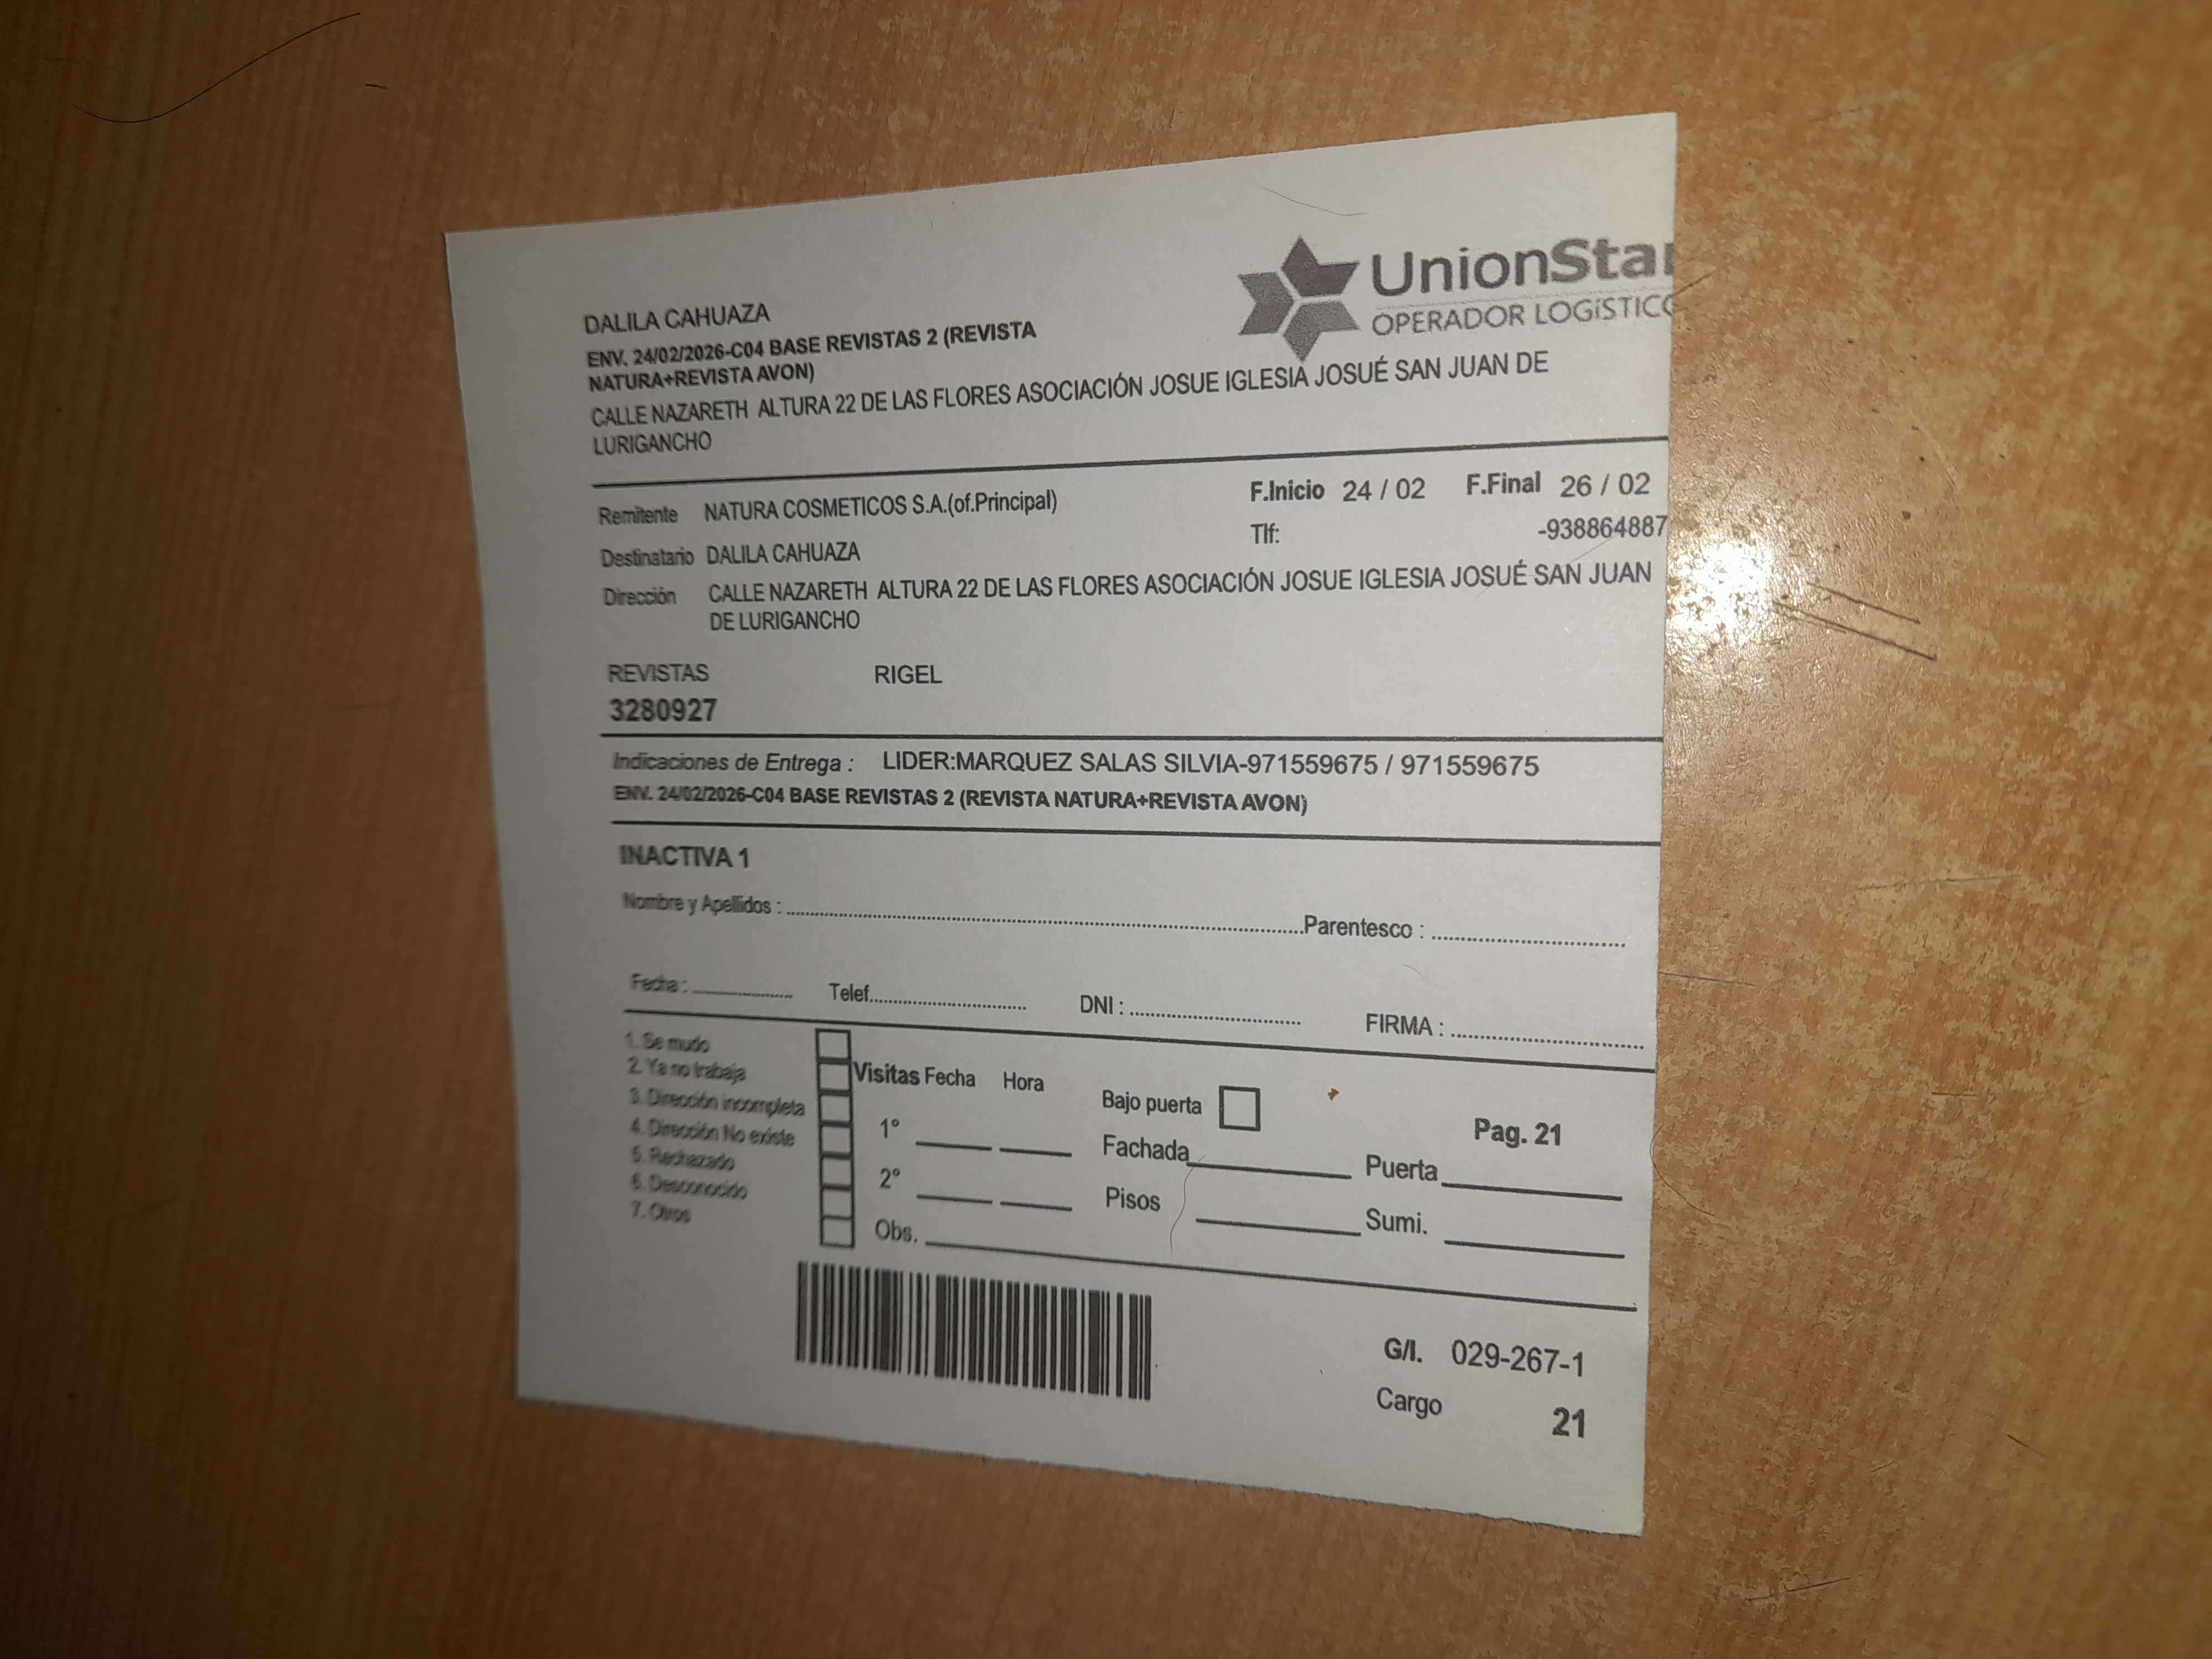 UnionStar
OPERADOR LOGíSTICO
DALILA CAHUAZA
ENV. 24/02/2026-C04 BASE REVISTAS 2 (REVISTA
NATURA+REVISTA AVON)
CALLE NAZARETH ALTURA 22 DE LAS FLORES ASOCIACIÓN JOSUE IGLESIA JOSUÉ SAN JUAN DE
LURIGANCHO
Remitente NATURA COSMETICOS S.A.(of.Principal) F.Inicio 24 / 02 F.Final 26 / 02
Tlf: -938864887
Destinatario DALILA CAHUAZA
Dirección CALLE NAZARETH ALTURA 22 DE LAS FLORES ASOCIACIÓN JOSUE IGLESIA JOSUÉ SAN JUAN
DE LURIGANCHO
REVISTAS RIGEL
3280927
Indicaciones de Entrega : LIDER:MARQUEZ SALAS SILVIA-971559675 / 971559675
ENV. 24/02/2026-C04 BASE REVISTAS 2 (REVISTA NATURA+REVISTA AVON)
INACTIVA 1
Nombre y Apellidos : Parentesco :
Fecha : Telef. DNI : FIRMA :
1. Se mudo
2. Ya no trabaja
3. Dirección incompleta
4. Dirección No existe
5. Rechazado
6. Desconocido
7. Otros
Visitas Fecha Hora
1°
2°
Obs.
Bajo puerta
Pag. 21
Fachada Puerta
Pisos Sumi.
G/I. 029-267-1
Cargo 21